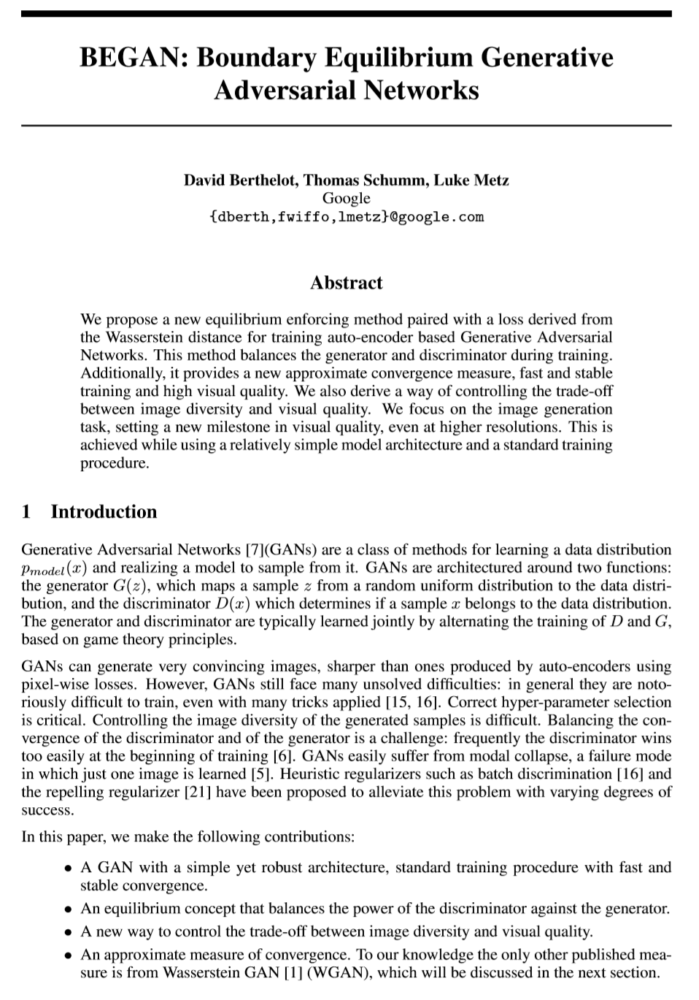 BEGAN: Boundary Equilibrium Generative
Adversarial Networks
David Berthelot, Thomas Schumm, Luke Metz
Google
{dberth,fwiffo,lmetz}@google.com
Abstract
We propose a new equilibrium enforcing method paired with a loss derived from
the Wasserstein distance for training auto-encoder based Generative Adversarial
Networks. This method balances the generator and discriminator during training.
Additionally, it provides a new approximate convergence measure, fast and stable
training and high visual quality. We also derive a way of controlling the trade-off
between image diversity and visual quality. We focus on the image generation
task, setting a new milestone in visual quality, even at higher resolutions. This is
achieved while using a relatively simple model architecture and a standard training
procedure.
1 Introduction
Generative Adversarial Networks [7](GANs) are a class of methods for learning a data distribution
p_model(x) and realizing a model to sample from it. GANs are architectured around two functions:
the generator G(z), which maps a sample z from a random uniform distribution to the data distri-
bution, and the discriminator D(x) which determines if a sample x belongs to the data distribution.
The generator and discriminator are typically learned jointly by alternating the training of D and G,
based on game theory principles.
GANs can generate very convincing images, sharper than ones produced by auto-encoders using
pixel-wise losses. However, GANs still face many unsolved difficulties: in general they are noto-
riously difficult to train, even with many tricks applied [15, 16]. Correct hyper-parameter selection
is critical. Controlling the image diversity of the generated samples is difficult. Balancing the con-
vergence of the discriminator and of the generator is a challenge: frequently the discriminator wins
too easily at the beginning of training [6]. GANs easily suffer from modal collapse, a failure mode
in which just one image is learned [5]. Heuristic regularizers such as batch discrimination [16] and
the repelling regularizer [21] have been proposed to alleviate this problem with varying degrees of
success.
In this paper, we make the following contributions:
• A GAN with a simple yet robust architecture, standard training procedure with fast and
stable convergence.
• An equilibrium concept that balances the power of the discriminator against the generator.
• A new way to control the trade-off between image diversity and visual quality.
• An approximate measure of convergence. To our knowledge the only other published mea-
sure is from Wasserstein GAN [1] (WGAN), which will be discussed in the next section.